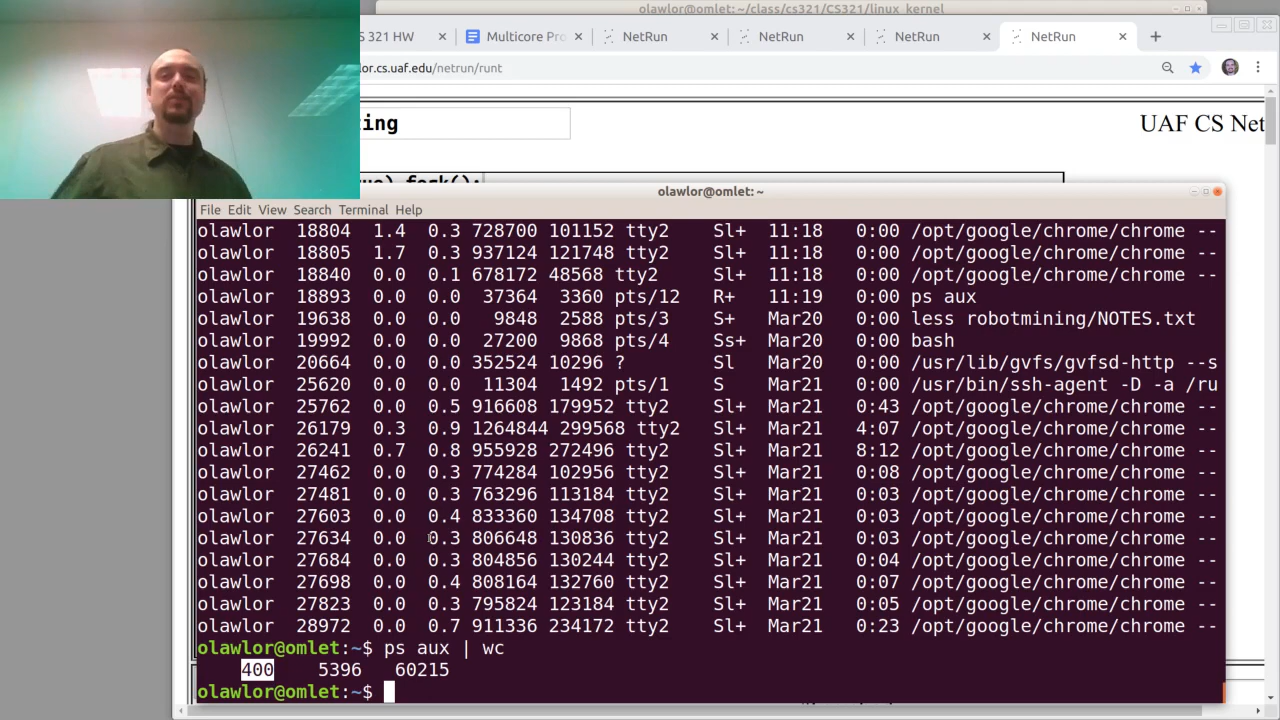 olawlor@omlet: ~/class/cs321/CS321/linux_kernel
S 321 HW
Multicor
NetRun
NetRun
NetRun
NetRun
lor.cs.uaf.edu/netrun/runt
ting
UAF CS Net
olawlor@omlet: ~
File Edit View Search Terminal Help
olawlor 18804 1.4 0.3 728700 101152 tty2 Sl+ 11:18 0:00 /opt/google/chrome/chrome --
olawlor 18805 1.7 0.3 937124 121748 tty2 Sl+ 11:18 0:00 /opt/google/chrome/chrome --
olawlor 18840 0.0 0.1 678172 48568 tty2 Sl+ 11:18 0:00 /opt/google/chrome/chrome --
olawlor 18893 0.0 0.0 37364 3360 pts/12 R+ 11:19 0:00 ps aux
olawlor 19638 0.0 0.0 9848 2588 pts/3 S+ Mar20 0:00 less robotmining/NOTES.txt
olawlor 19992 0.0 0.0 27200 9868 pts/4 Ss+ Mar20 0:00 bash
olawlor 20664 0.0 0.0 352524 10296 ? Sl Mar20 0:00 /usr/lib/gvfs/gvfsd-http --s
olawlor 25620 0.0 0.0 11304 1492 pts/1 S Mar21 0:00 /usr/bin/ssh-agent -D -a /ru
olawlor 25762 0.0 0.5 916608 179952 tty2 Sl+ Mar21 0:43 /opt/google/chrome/chrome --
olawlor 26179 0.3 0.9 1264844 299568 tty2 Sl+ Mar21 4:07 /opt/google/chrome/chrome --
olawlor 26241 0.7 0.8 955928 272496 tty2 Sl+ Mar21 8:12 /opt/google/chrome/chrome --
olawlor 27462 0.0 0.3 774284 102956 tty2 Sl+ Mar21 0:08 /opt/google/chrome/chrome --
olawlor 27481 0.0 0.3 763296 113184 tty2 Sl+ Mar21 0:03 /opt/google/chrome/chrome --
olawlor 27603 0.0 0.4 833360 134708 tty2 Sl+ Mar21 0:03 /opt/google/chrome/chrome --
olawlor 27634 0.0 0.3 806648 130836 tty2 Sl+ Mar21 0:03 /opt/google/chrome/chrome --
olawlor 27684 0.0 0.3 804856 130244 tty2 Sl+ Mar21 0:04 /opt/google/chrome/chrome --
olawlor 27698 0.0 0.4 808164 132760 tty2 Sl+ Mar21 0:07 /opt/google/chrome/chrome --
olawlor 27823 0.0 0.3 795824 123184 tty2 Sl+ Mar21 0:05 /opt/google/chrome/chrome --
olawlor 28972 0.0 0.7 911336 234172 tty2 Sl+ Mar21 0:23 /opt/google/chrome/chrome --
olawlor@omlet:~$ ps aux | wc
400 5396 60215
olawlor@omlet:~$